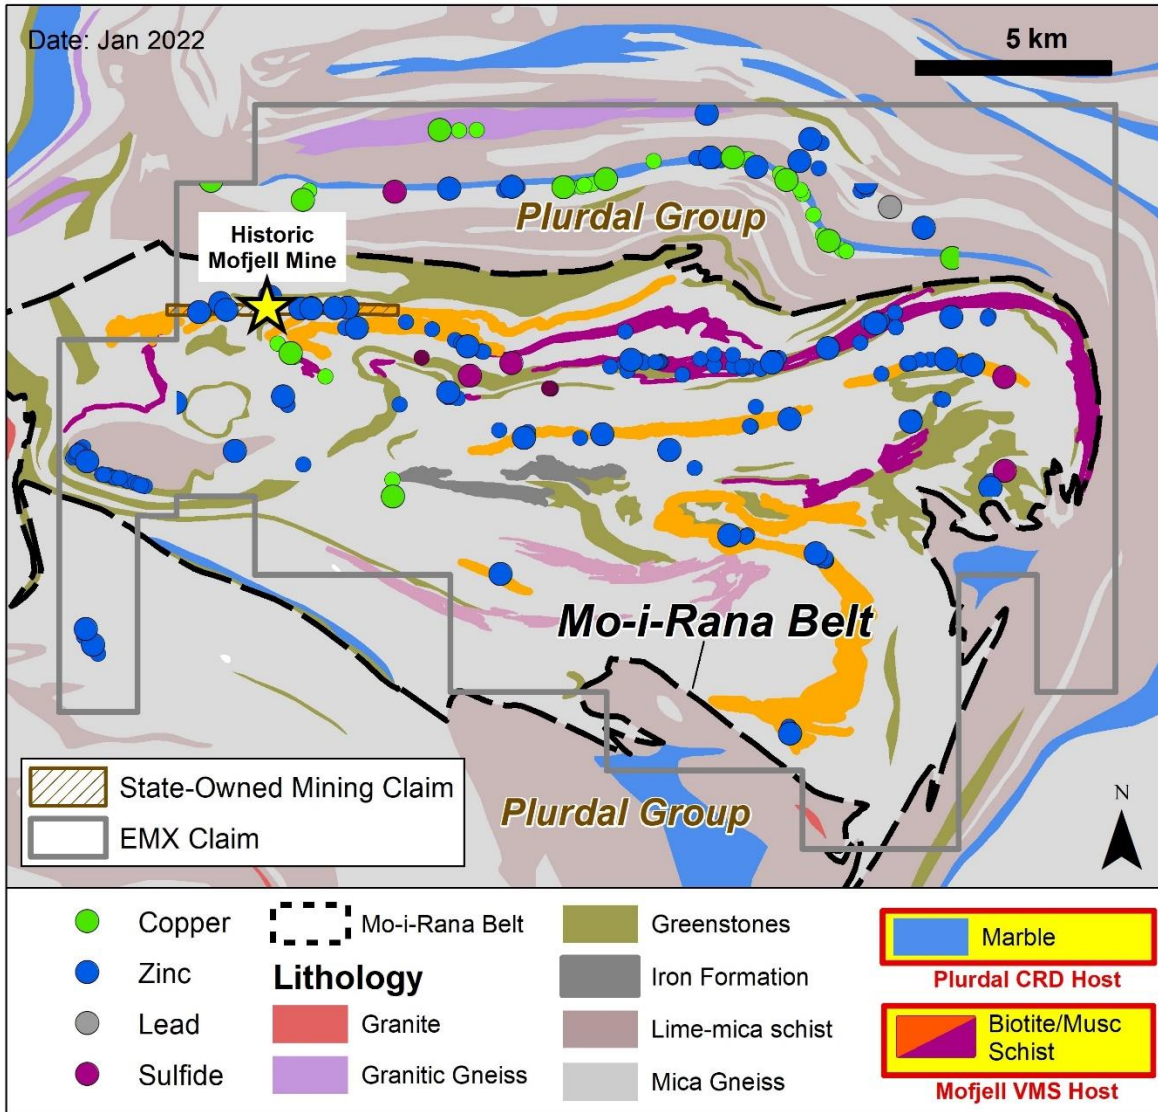 Date: Jan 2022
5 km
Plurdal Group
Historic
Mofjell Mine
Mo-i-Rana Belt
Plurdal Group
State-Owned Mining Claim
EMX Claim
N
Copper
Zinc
Lead
Sulfide
Mo-i-Rana Belt
Lithology
Granite
Granitic Gneiss
Greenstones
Iron Formation
Lime-mica schist
Mica Gneiss
Marble
Plurdal CRD Host
Biotite/Musc
Schist
Mofjell VMS Host